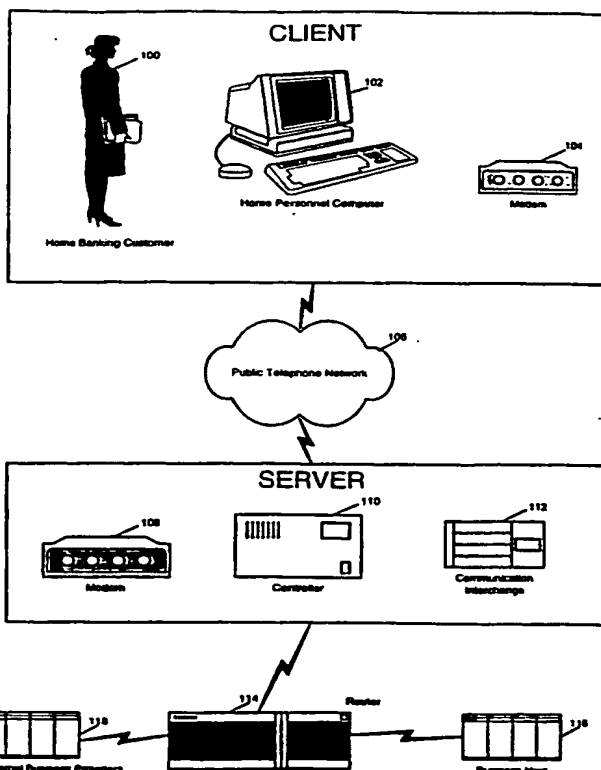 CLIENT
100
102
104
Home Banking Customer
Home Personnel Computer
Modem
106
Public Telephone Network
SERVER
108
110
112
Modem
Controller
Communication
Interchange
114
Router
118
116